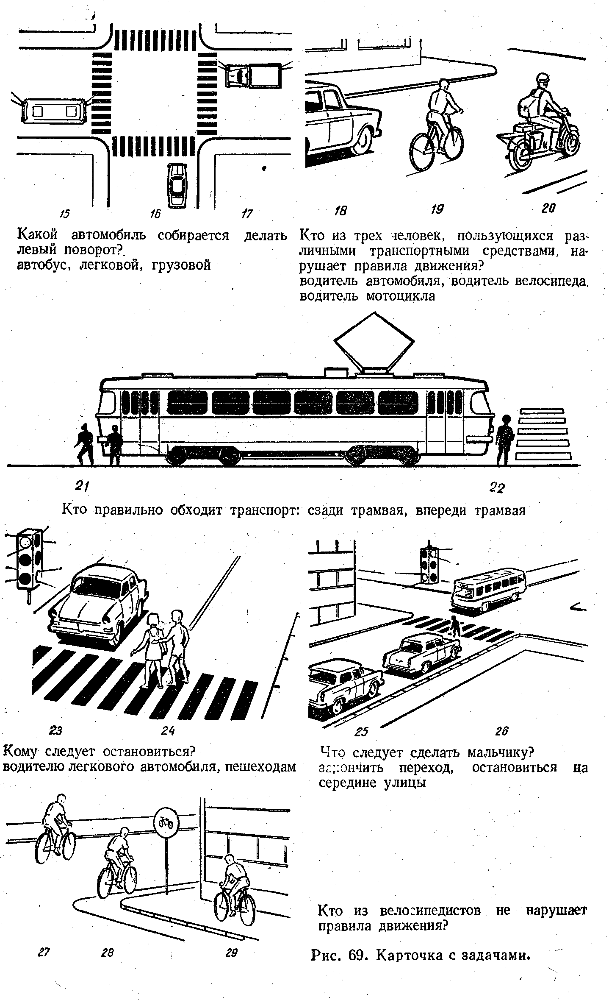 15 16 17
Какой автомобиль собирается делать
левый поворот?
автобус, легковой, грузовой
18 19 20
Кто из трех человек, пользующихся раз-
личными транспортными средствами, на-
рушает правила движения?
водитель автомобиля, водитель велосипеда,
водитель мотоцикла
21 22
Кто правильно обходит транспорт: сзади трамвая, впереди трамвая
23 24
Кому следует остановиться?
водителю легкового автомобиля, пешеходам
25 26
Что следует сделать мальчику?
закончить переход, остановиться на
середине улицы
27 28 29
Кто из велосипедистов не нарушает
правила движения?
Рис. 69. Карточка с задачами.